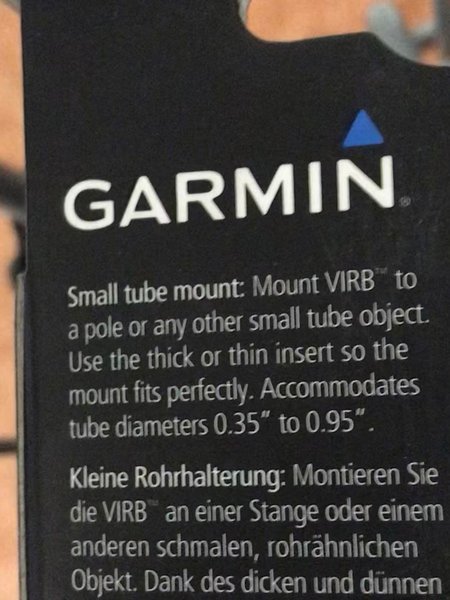 GARMIN®
Small tube mount: Mount VIRB™ to
a pole or any other small tube object.
Use the thick or thin insert so the
mount fits perfectly. Accommodates
tube diameters 0.35″ to 0.95″.
Kleine Rohrhalterung: Montieren Sie
die VIRB™ an einer Stange oder einem
anderen schmalen, rohrähnlichen
Objekt. Dank des dicken und dünnen